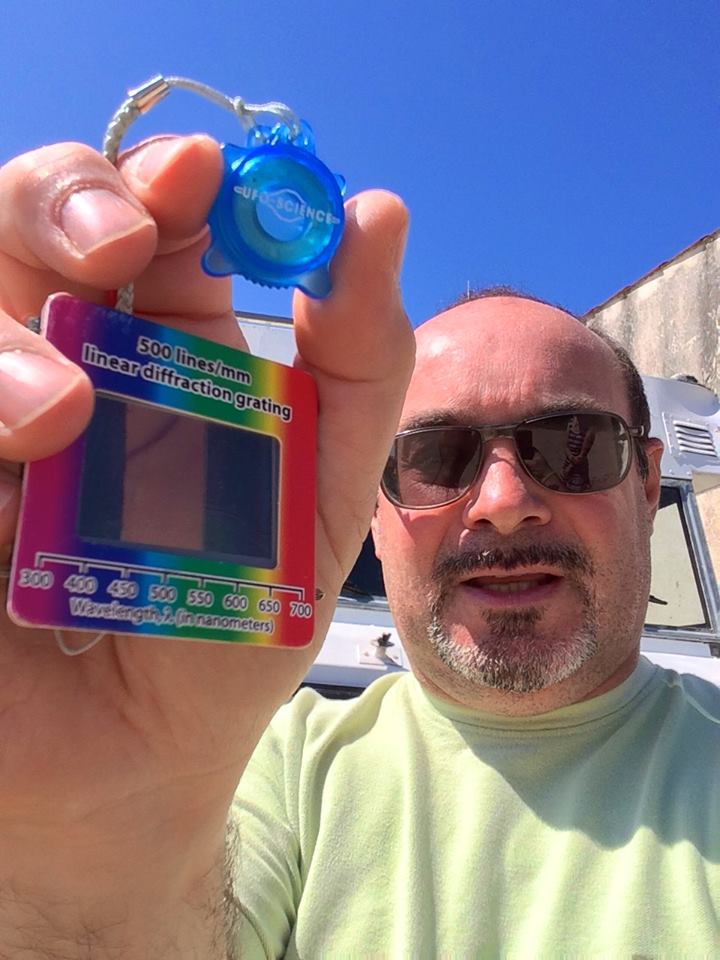 UFO-SCIENCE
500 lines/mm
linear diffraction grating
300 400 450 500 550 600 650 700
Wavelength, λ (in nanometers)